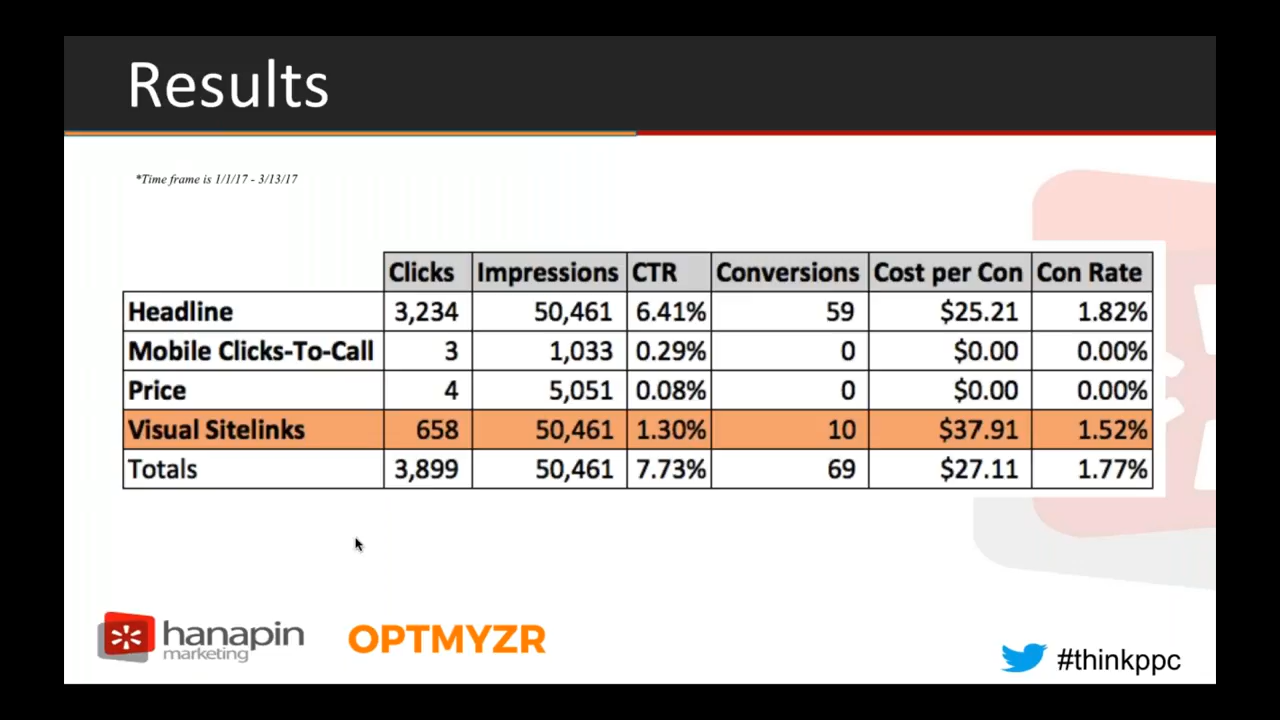 Results
*Time frame is 1/1/17 - 3/13/17
Clicks Impressions CTR Conversions Cost per Con Con Rate
Headline 3,234 50,461 6.41% 59 $25.21 1.82%
Mobile Clicks-To-Call 3 1,033 0.29% 0 $0.00 0.00%
Price 4 5,051 0.08% 0 $0.00 0.00%
Visual Sitelinks 658 50,461 1.30% 10 $37.91 1.52%
Totals 3,899 50,461 7.73% 69 $27.11 1.77%
hanapin
marketing
OPTMYZR
#thinkppc